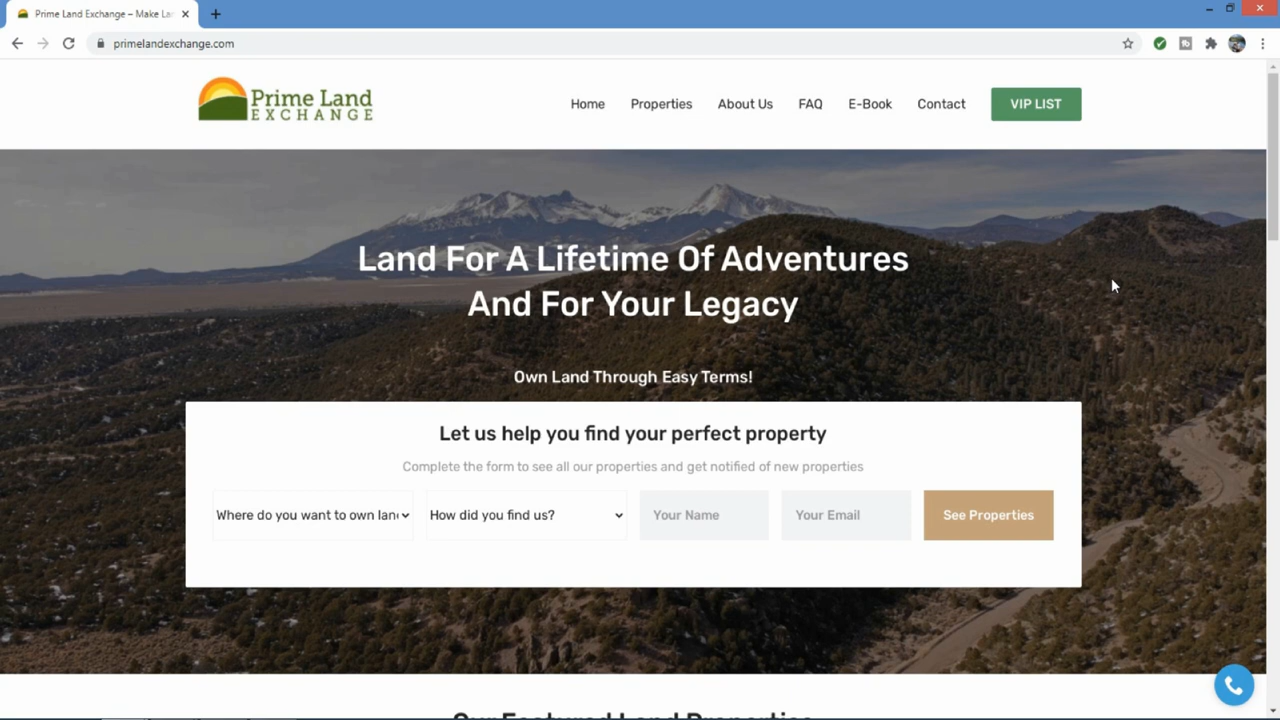 Prime Land Exchange – Make La
primelandexchange.com
Prime Land
EXCHANGE
Home Properties About Us FAQ E-Book Contact VIP LIST
Land For A Lifetime Of Adventures
And For Your Legacy
Own Land Through Easy Terms!
Let us help you find your perfect property
Complete the form to see all our properties and get notified of new properties
Where do you want to own lan How did you find us? Your Name Your Email See Properties
Our Featured Land Properties